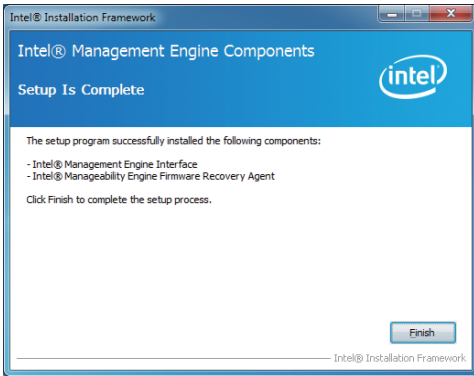 Intel® Installation Framework
Intel® Management Engine Components
Setup Is Complete
intel
The setup program successfully installed the following components:
- Intel® Management Engine Interface
- Intel® Manageability Engine Firmware Recovery Agent
Click Finish to complete the setup process.
Finish
Intel® Installation Framework